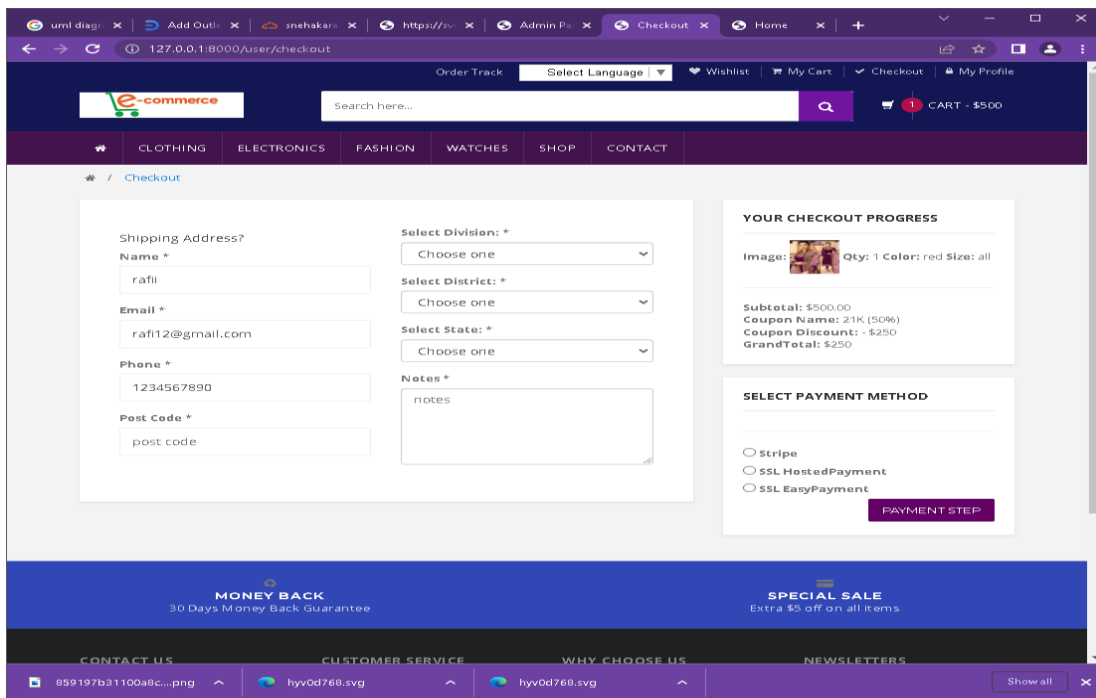 uml diagr
Add Outle
snehakara
https://sv
Admin Pa
Checkout
Home
127.0.0.1:8000/user/checkout
Order Track
Select Language
Wishlist
My Cart
Checkout
My Profile
e-commerce
Search here...
1
CART - $500
CLOTHING
ELECTRONICS
FASHION
WATCHES
SHOP
CONTACT
/ Checkout
Shipping Address?
Name *
rafii
Email *
rafi12@gmail.com
Phone *
1234567890
Post Code *
post code
Select Division: *
Choose one
Select District: *
Choose one
Select State: *
Choose one
Notes *
notes
YOUR CHECKOUT PROGRESS
Image: Qty: 1 Color: red Size: all
Subtotal: $500.00
Coupon Name: 21K (50%)
Coupon Discount: - $250
GrandTotal: $250
SELECT PAYMENT METHOD
Stripe
SSL HostedPayment
SSL EasyPayment
PAYMENT STEP
MONEY BACK
30 Days Money Back Guarantee
SPECIAL SALE
Extra $5 off on all items
CONTACT US
CUSTOMER SERVICE
WHY CHOOSE US
NEWSLETTERS
859197b31100a8c....png
hyv0d768.svg
hyv0d768.svg
Show all